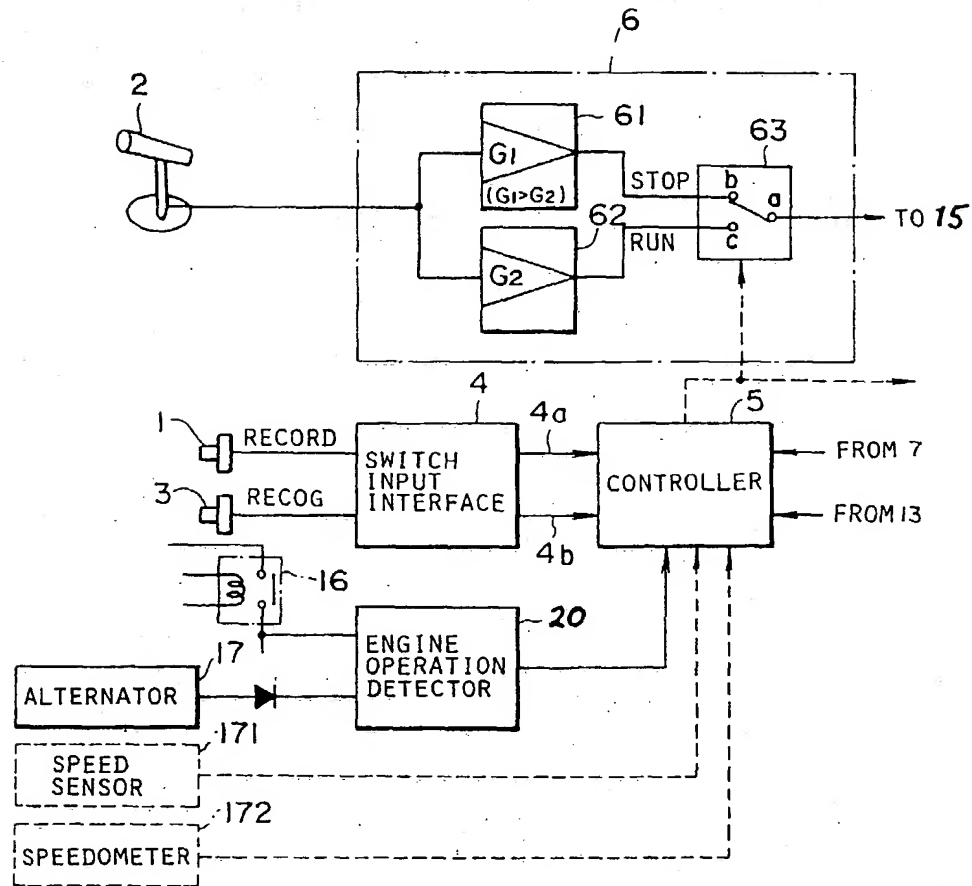 6
2
61
G1
(G1>G2)
STOP
63
b
a
c
TO 15
62
RUN
G2
4
4a
5
1
RECORD
SWITCH
INPUT
INTERFACE
CONTROLLER
FROM 7
3
RECOG
FROM 13
4b
16
20
ENGINE
OPERATION
DETECTOR
17
ALTERNATOR
171
SPEED
SENSOR
172
SPEEDOMETER